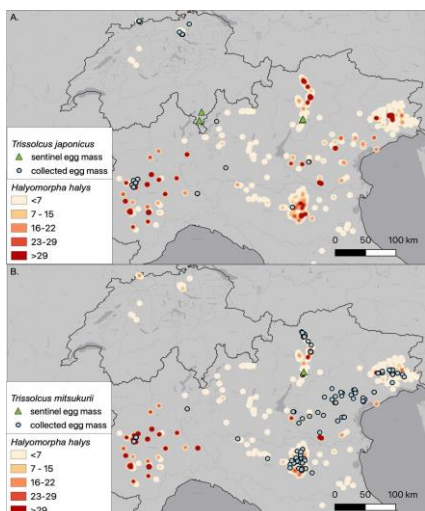 A.
Trissolcus japonicus
sentinel egg mass
collected egg mass
Halyomorpha halys
<7
7 - 15
16-22
23-29
>29
0 50 100 km
B.
Trissolcus mitsukurii
sentinel egg mass
collected egg mass
Halyomorpha halys
<7
7 - 15
16-22
23-29
>29
0 50 100 km